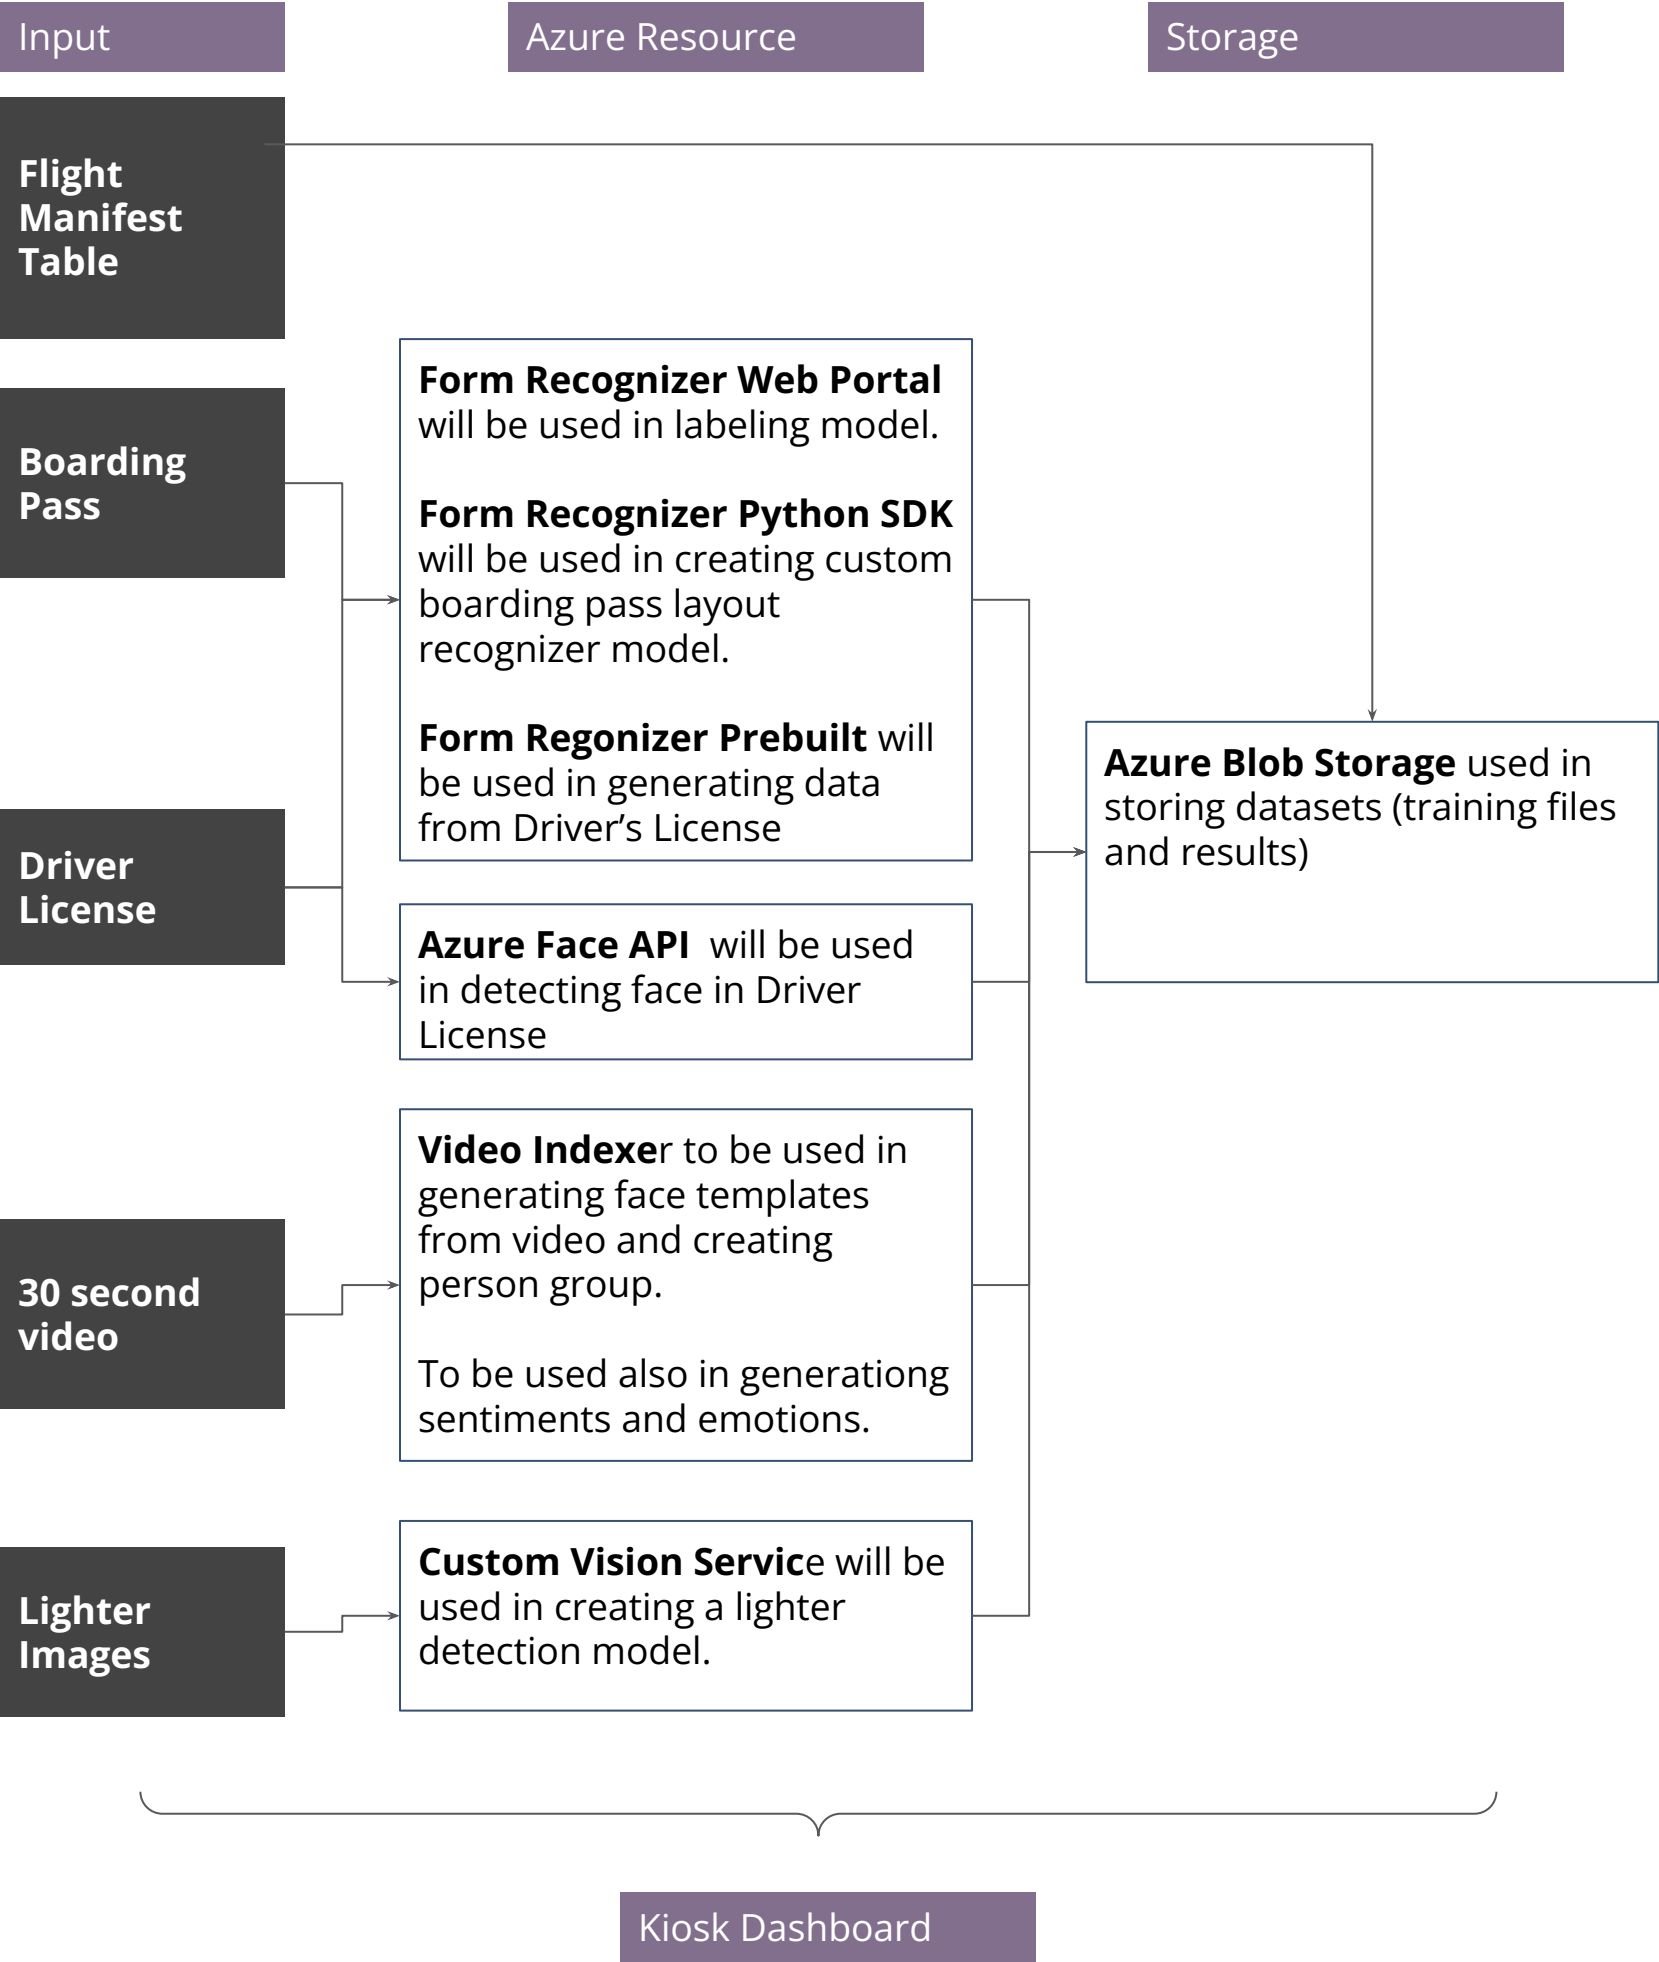 Input
Azure Resource
Storage
Flight
Manifest
Table
Boarding
Pass
Driver
License
30 second
video
Lighter
Images
Form Recognizer Web Portal
will be used in labeling model.
Form Recognizer Python SDK
will be used in creating custom
boarding pass layout
recognizer model.
Form Regonizer Prebuilt will
be used in generating data
from Driver’s License
Azure Face API  will be used
in detecting face in Driver
License
Video Indexer to be used in
generating face templates
from video and creating
person group.
To be used also in generationg
sentiments and emotions.
Custom Vision Service will be
used in creating a lighter
detection model.
Azure Blob Storage used in
storing datasets (training files
and results)
Kiosk Dashboard